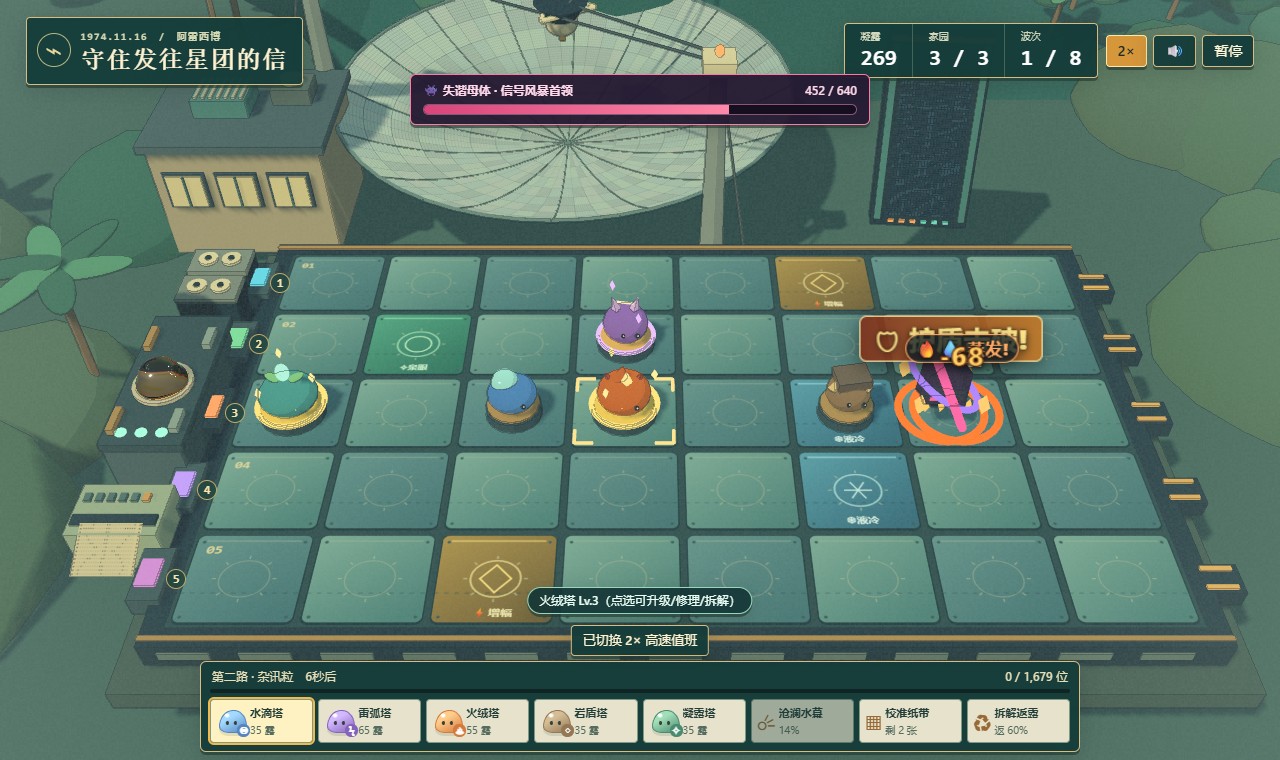 1974.11.16 / 阿雷西博
守住发往星团的信
凝露
269
家园
3 / 3
波次
1 / 8
2×
暂停
失谐母体·信号风暴首领
452 / 640
01
增幅
1
02
2
-68
蒸发!
3
液冷
04
4
液冷
05
5
增幅
火绒塔 Lv.3（点选可升级/修理/拆解）
已切换 2× 高速值班
第二路·杂讯粒 6秒后
0 / 1,679 位
水滴塔
35 露
雷弧塔
65 露
火绒塔
55 露
岩盾塔
35 露
凝露塔
35 露
沧澜水幕
14%
校准纸带
剩 2 张
拆解返露
返 60%